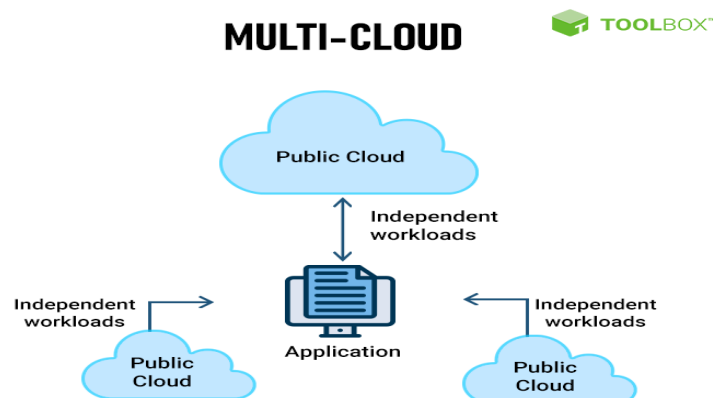 MULTI-CLOUD
TOOLBOX™
Public Cloud
Independent
workloads
Independent
workloads
Application
Independent
workloads
Public
Cloud
Public
Cloud